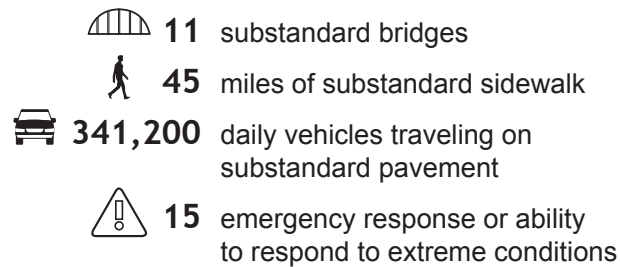 11 substandard bridges
45 miles of substandard sidewalk
341,200 daily vehicles traveling on
substandard pavement
15 emergency response or ability
to respond to extreme conditions